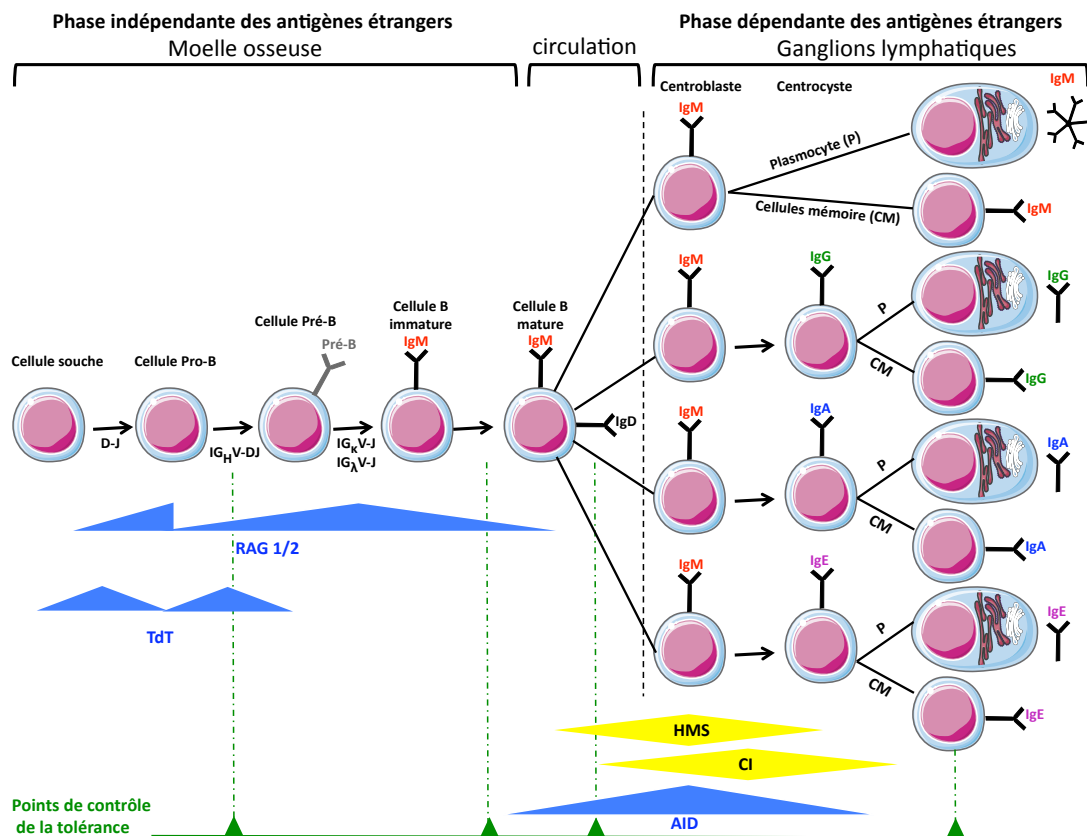 Phase indépendante des antigènes étrangers
Moelle osseuse
circulation
Phase dépendante des antigènes étrangers
Ganglions lymphatiques
Centroblaste
Centrocyste
IgM
IgM
Plasmocyte (P)
Cellules mémoire (CM)
IgM
IgM
IgG
P
CM
IgG
IgG
Cellule souche
Cellule Pro-B
Cellule Pré-B
Pré-B
Cellule B
immature
IgM
Cellule B
mature
IgM
IgD
D-J
IGHV-DJ
IGκV-J
IGλV-J
IgM
IgA
P
CM
IgA
IgA
RAG 1/2
TdT
IgM
IgE
P
CM
IgE
IgE
HMS
CI
AID
Points de contrôle
de la tolérance